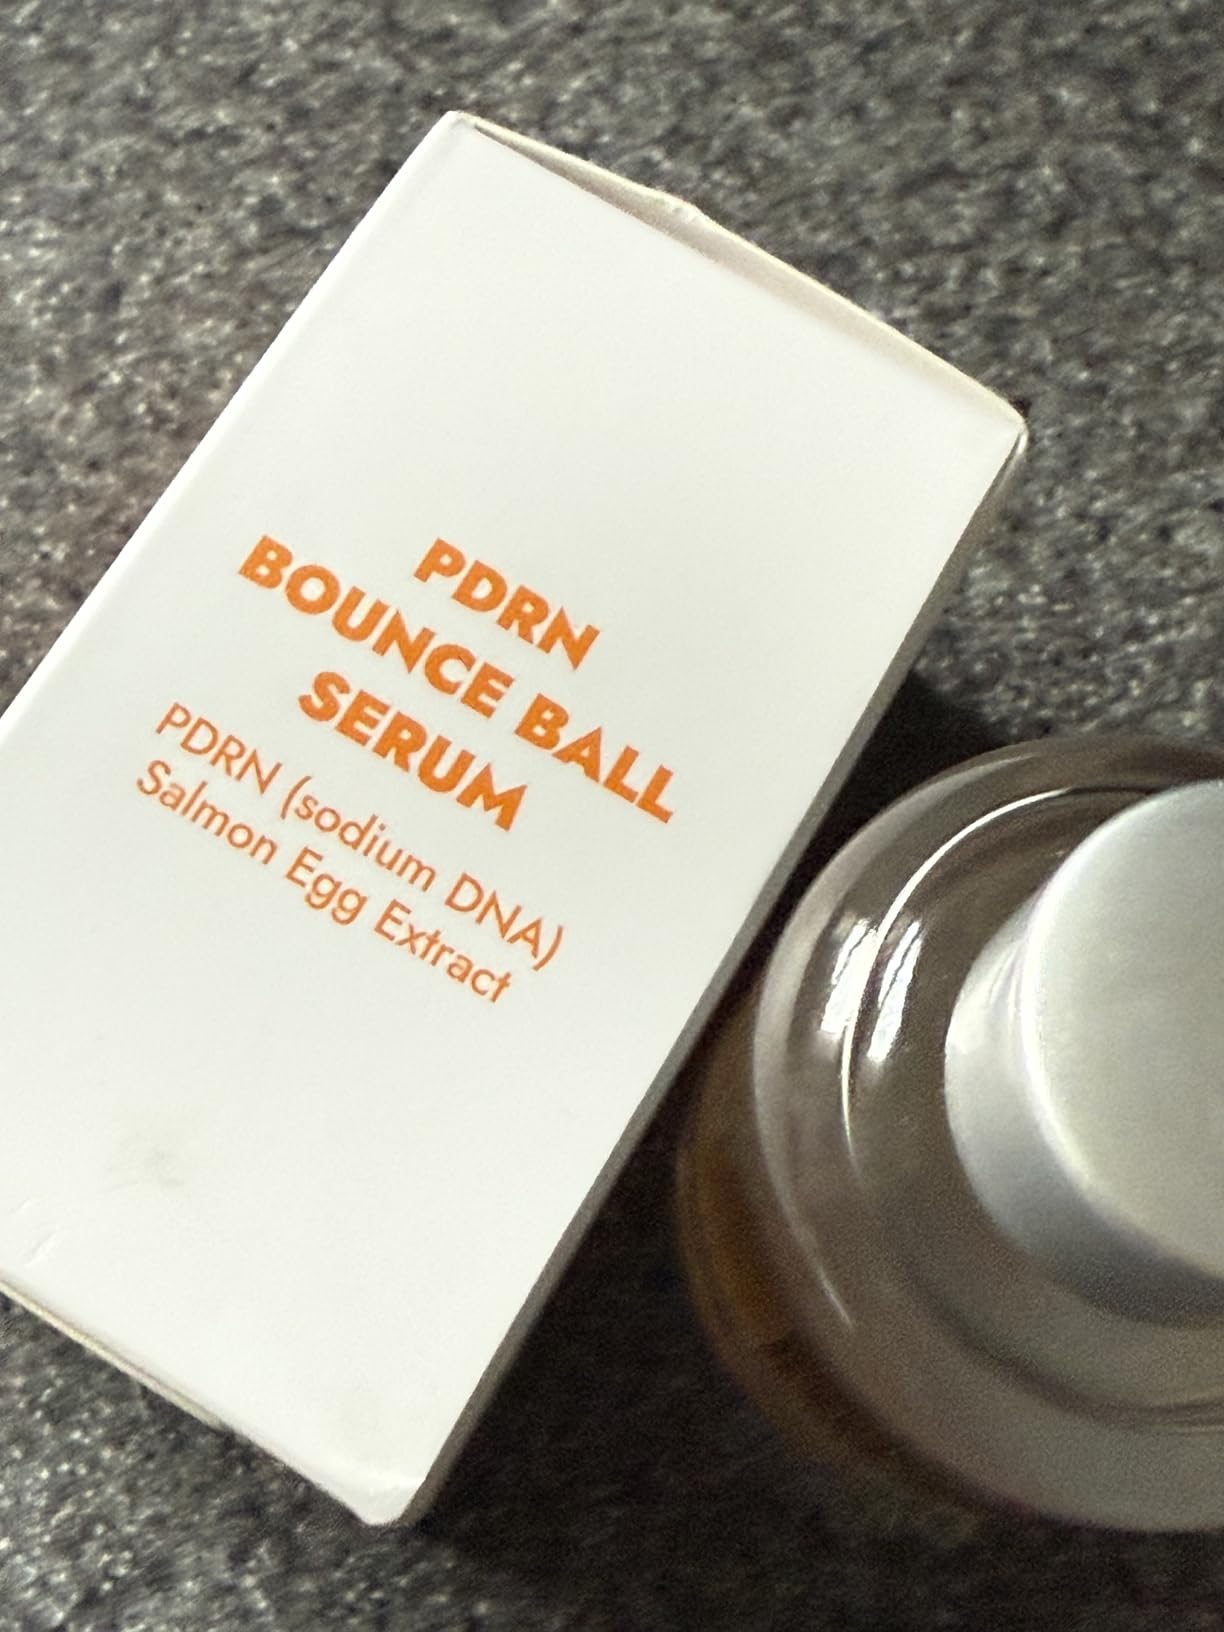 PDRN
BOUNCE BALL
SERUM
PDRN (sodium DNA)
Salmon Egg Extract